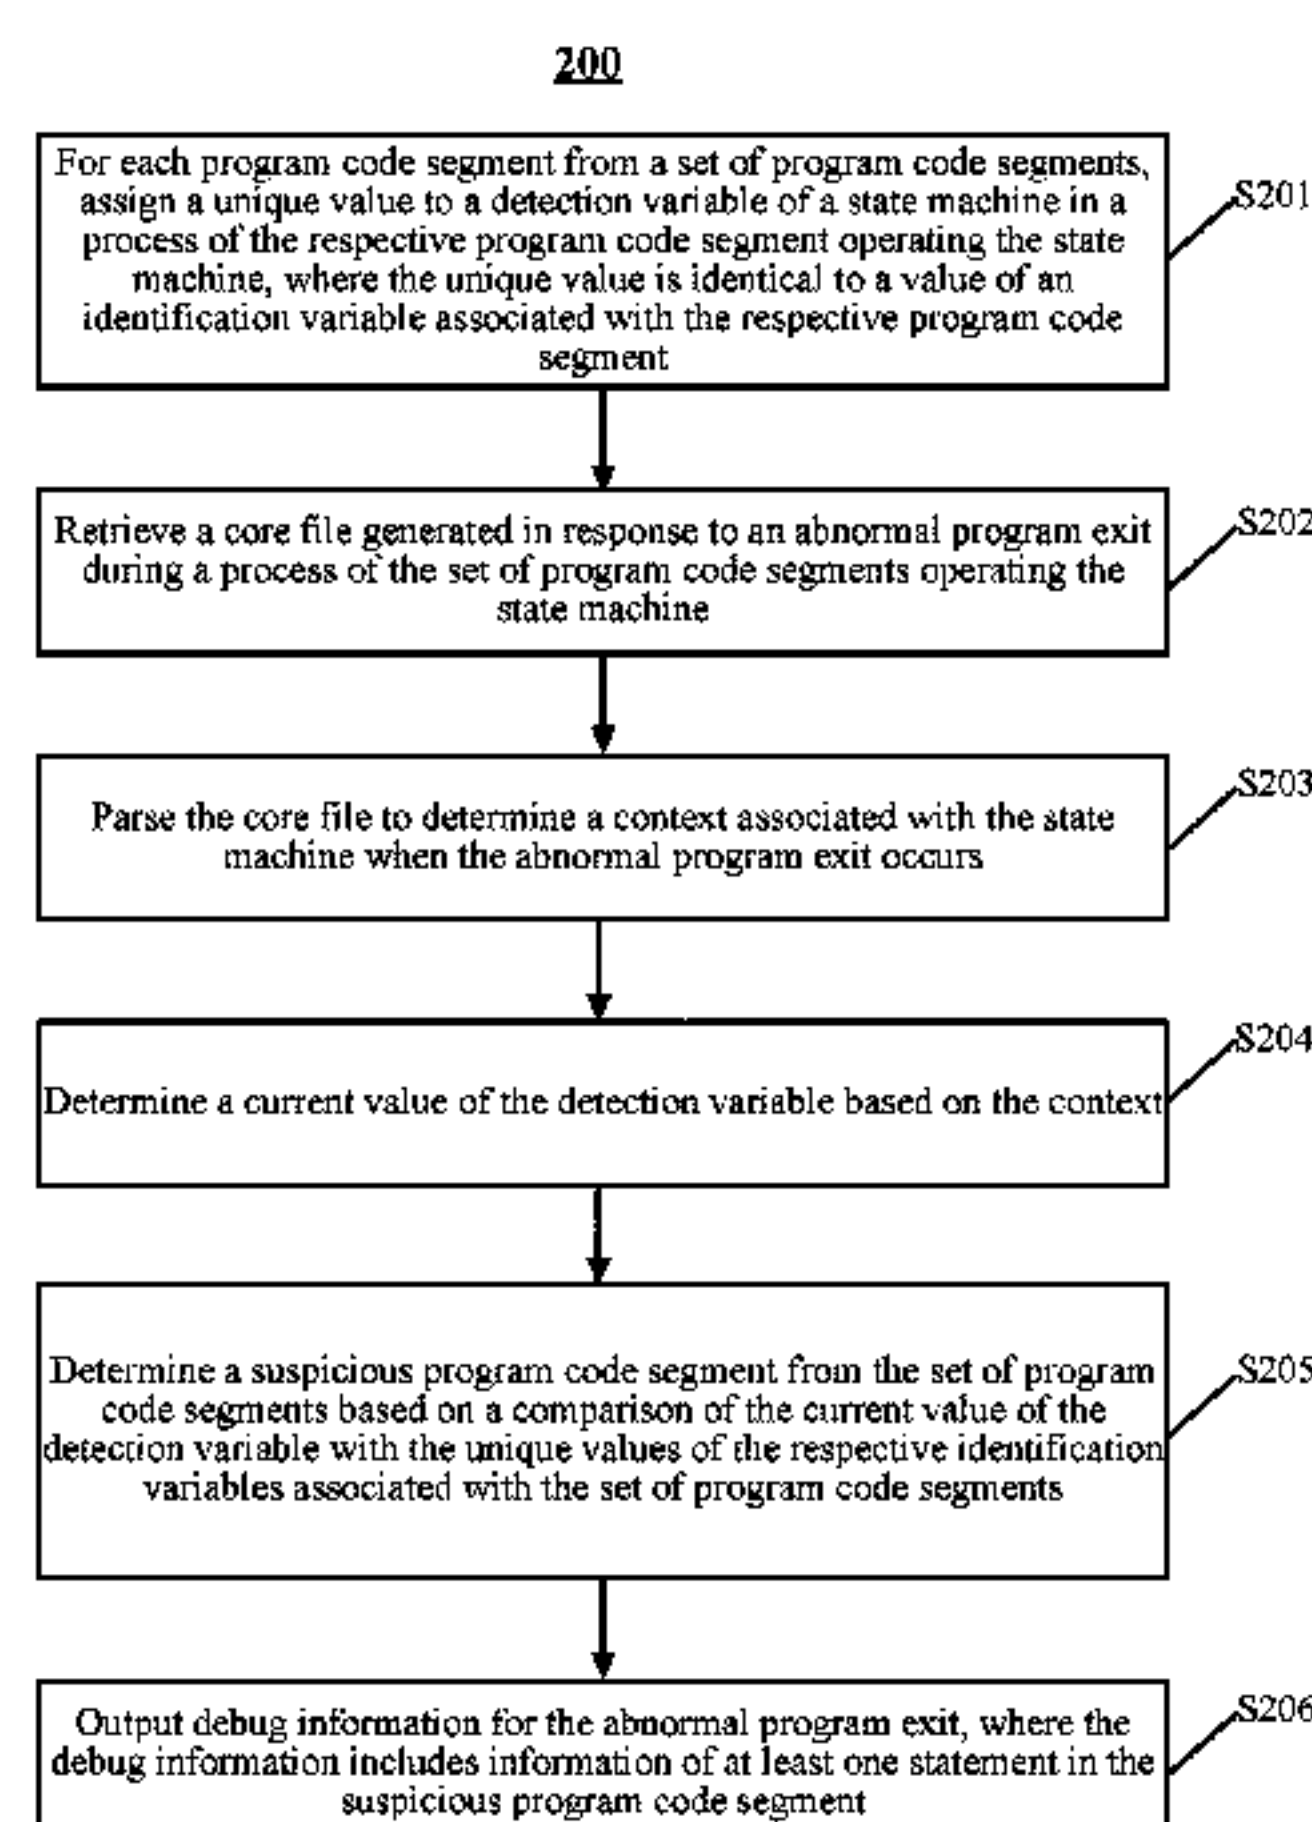 200
For each program code segment from a set of program code segments,
assign a unique value to a detection variable of a state machine in a
process of the respective program code segment operating the state
machine, where the unique value is identical to a value of an
identification variable associated with the respective program code
segment
S201
Retrieve a core file generated in response to an abnormal program exit
during a process of the set of program code segments operating the
state machine
S202
Parse the core file to determine a context associated with the state
machine when the abnormal program exit occurs
S203
Determine a current value of the detection variable based on the context
S204
Determine a suspicious program code segment from the set of program
code segments based on a comparison of the current value of the
detection variable with the unique values of the respective identification
variables associated with the set of program code segments
S205
Output debug information for the abnormal program exit, where the
debug information includes information of at least one statement in the
suspicious program code segment
S206